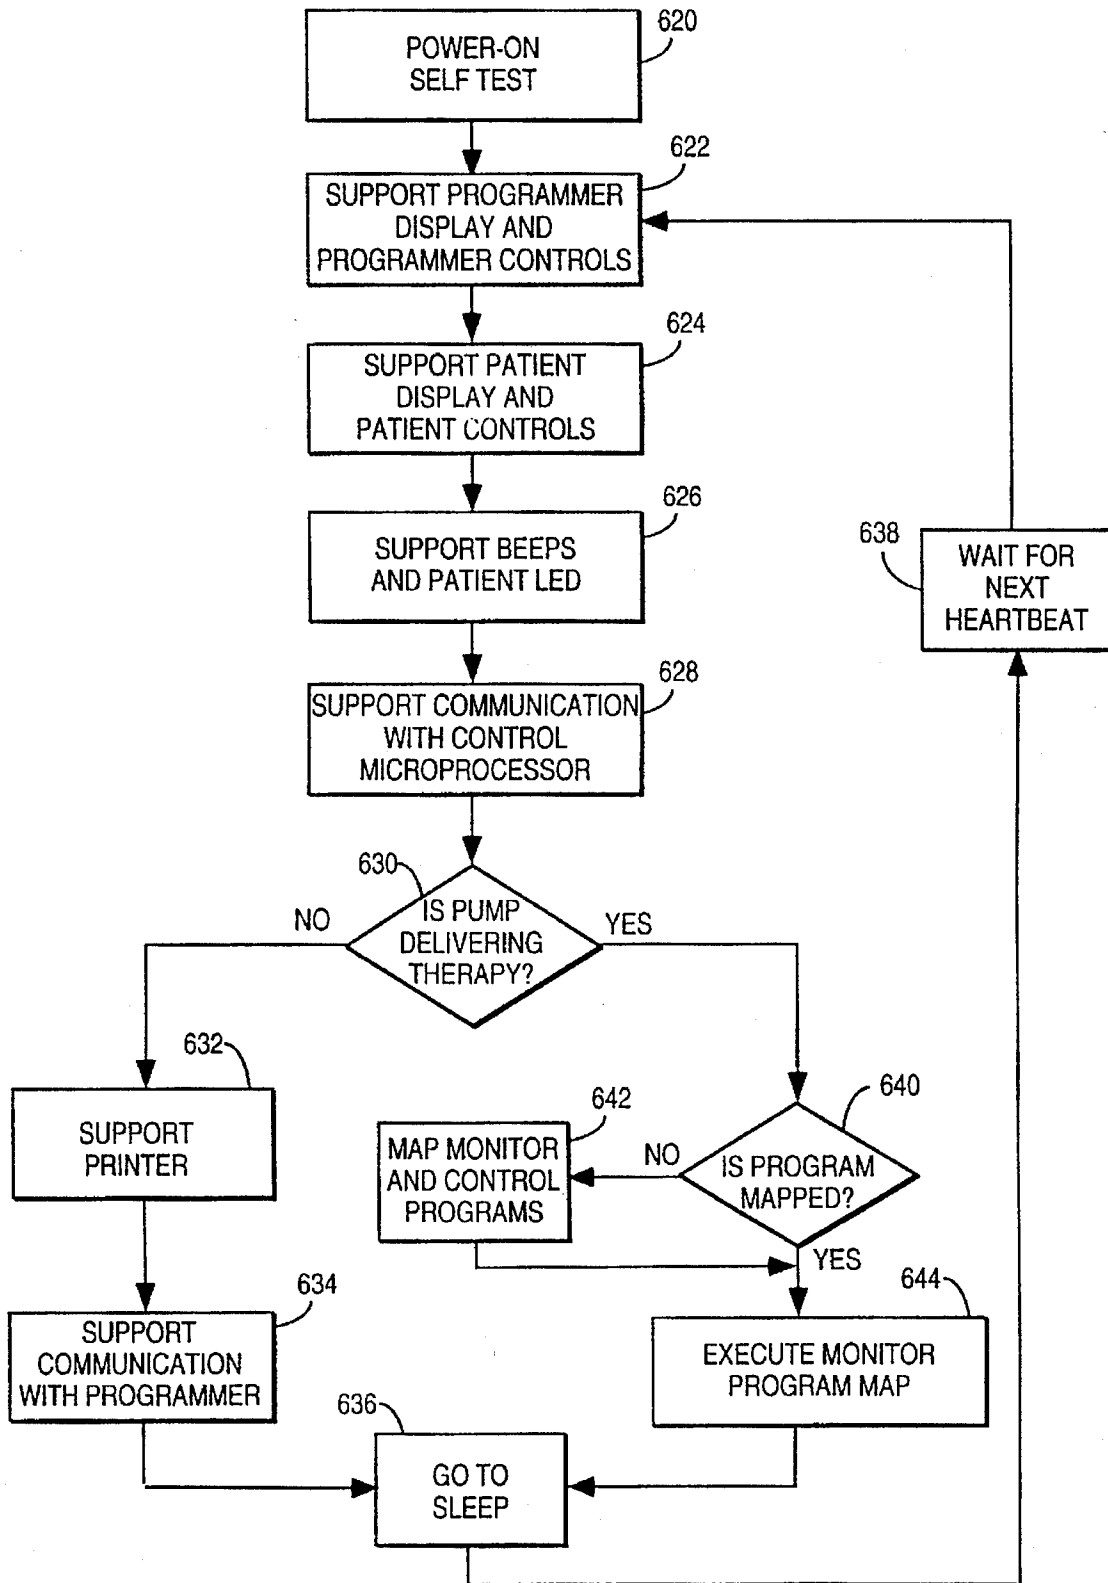 620
POWER-ON
SELF TEST
622
SUPPORT PROGRAMMER
DISPLAY AND
PROGRAMMER CONTROLS
624
SUPPORT PATIENT
DISPLAY AND
PATIENT CONTROLS
626
SUPPORT BEEPS
AND PATIENT LED
638
WAIT FOR
NEXT
HEARTBEAT
628
SUPPORT COMMUNICATION
WITH CONTROL
MICROPROCESSOR
630
IS PUMP
DELIVERING
THERAPY?
NO
YES
632
SUPPORT
PRINTER
640
IS PROGRAM
MAPPED?
NO
YES
642
MAP MONITOR
AND CONTROL
PROGRAMS
634
SUPPORT
COMMUNICATION
WITH PROGRAMMER
644
EXECUTE MONITOR
PROGRAM MAP
636
GO TO
SLEEP